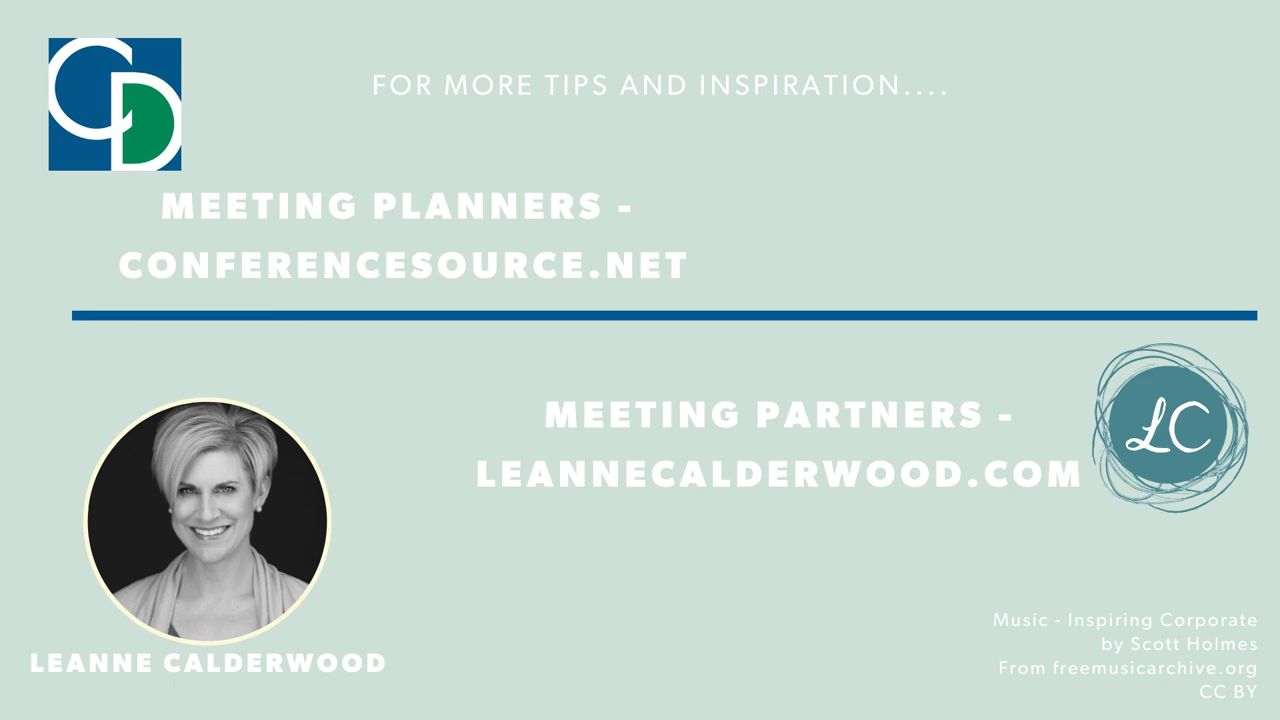 CD
FOR MORE TIPS AND INSPIRATION....
MEETING PLANNERS -
CONFERENCESOURCE.NET
MEETING PARTNERS -
LEANNECALDERWOOD.COM
LC
LEANNE CALDERWOOD
Music - Inspiring Corporate
by Scott Holmes
From freemusicarchive.org
CC BY